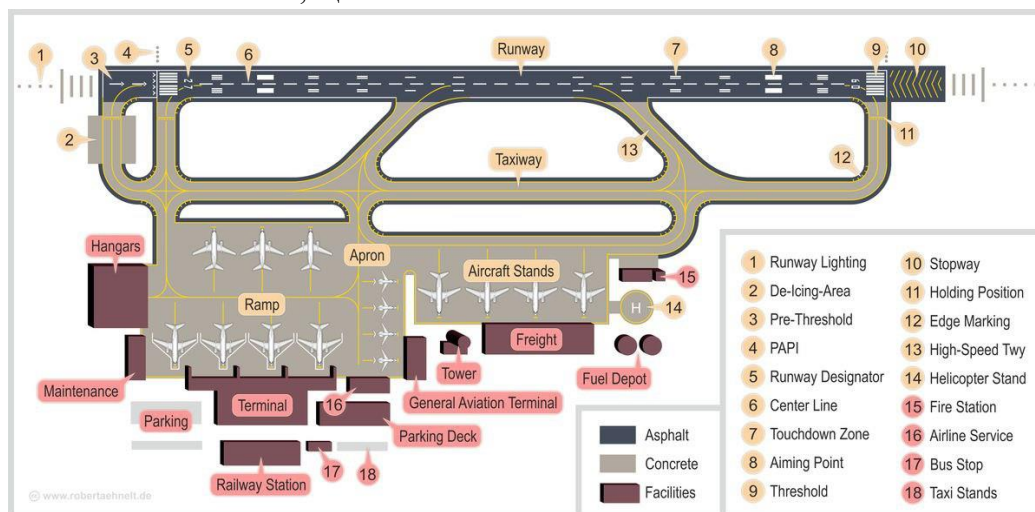 1
4
5
6
Runway
7
8
9
10
3
27
09
2
11
13
12
Taxiway
Hangars
Apron
Aircraft Stands
15
Ramp
H
14
Freight
Maintenance
Tower
Fuel Depot
16
General Aviation Terminal
Terminal
Parking
Parking Deck
17
18
Railway Station
Asphalt
Concrete
Facilities
1 Runway Lighting
2 De-Icing-Area
3 Pre-Threshold
4 PAPI
5 Runway Designator
6 Center Line
7 Touchdown Zone
8 Aiming Point
9 Threshold
10 Stopway
11 Holding Position
12 Edge Marking
13 High-Speed Twy
14 Helicopter Stand
15 Fire Station
16 Airline Service
17 Bus Stop
18 Taxi Stands
www.robertaehnelt.de